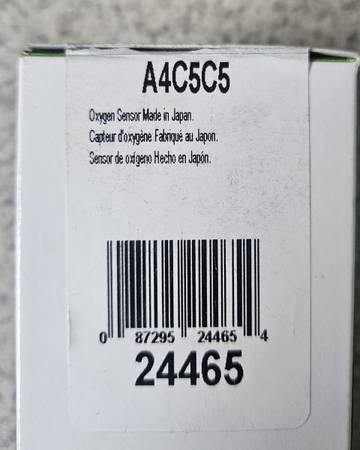 A4C5C5
Oxygen Sensor Made in Japan.
Capteur d'oxygène Fabriqué au Japon.
Sensor de oxígeno Hecho en Japón.
0 87295 24465 4
24465